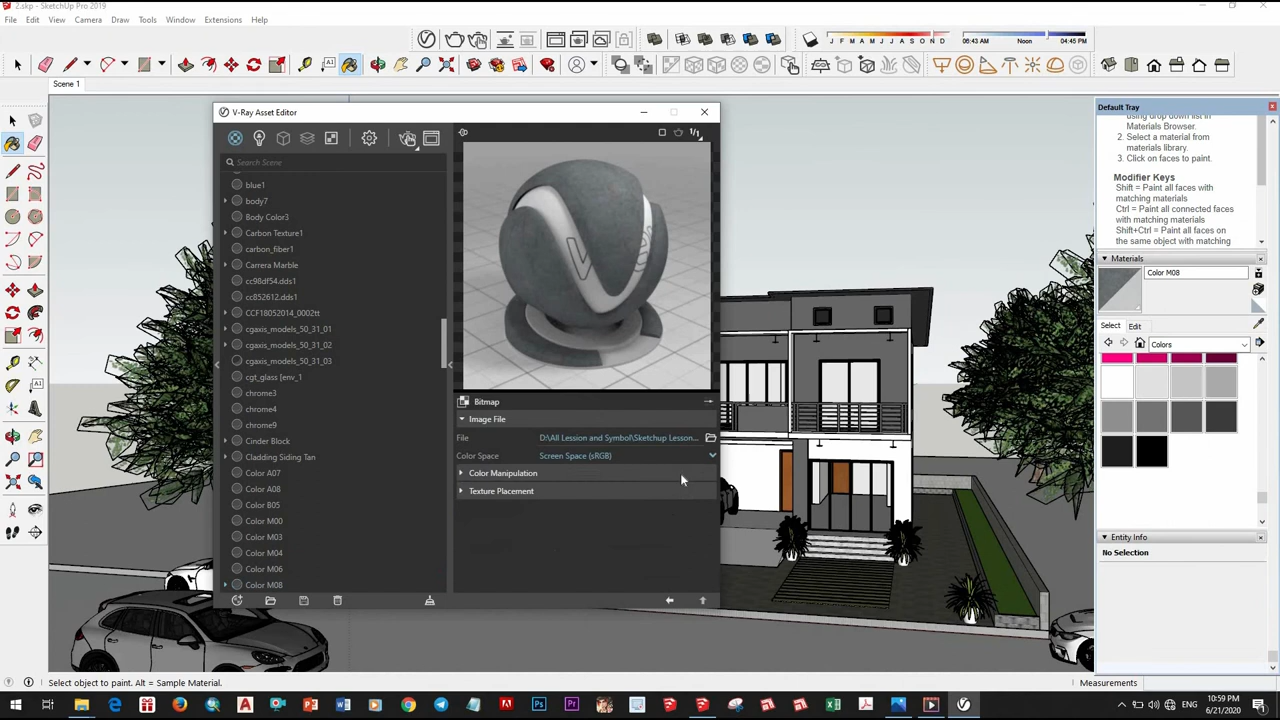 2.skp - SketchUp Pro 2019
File Edit View Camera Draw Tools Window Extensions Help
J F M A M J J A S O N D
06:43 AM Noon 04:45 PM
Scene 1
V-Ray Asset Editor
1/1
Search Scene
blue1
body7
Body Color3
Carbon Texture1
carbon_fiber1
Carrera Marble
cc98df54.dds1
cc852612.dds1
CCF18052014_0002tt
cgaxis_models_50_31_01
cgaxis_models_50_31_02
cgaxis_models_50_31_03
cgt_glass [env_1
chrome3
chrome4
chrome9
Cinder Block
Cladding Siding Tan
Color A07
Color A08
Color B05
Color M00
Color M03
Color M04
Color M06
Color M08
Bitmap
Image File
File D:\All Lession and Symbol\Sketchup Lesson...
Color Space Screen Space (sRGB)
Color Manipulation
Texture Placement
Default Tray
using drop down list in
Materials Browser.
2. Select a material from
materials library.
3. Click on faces to paint.
Modifier Keys
Shift = Paint all faces with
matching materials
Ctrl = Paint all connected faces
with matching materials
Shift+Ctrl = Paint all faces on
the same object with matching
Materials
Color M08
Select Edit
Colors
Entity Info
No Selection
Select object to paint. Alt = Sample Material.
Measurements
ENG
10:59 PM
6/21/2020